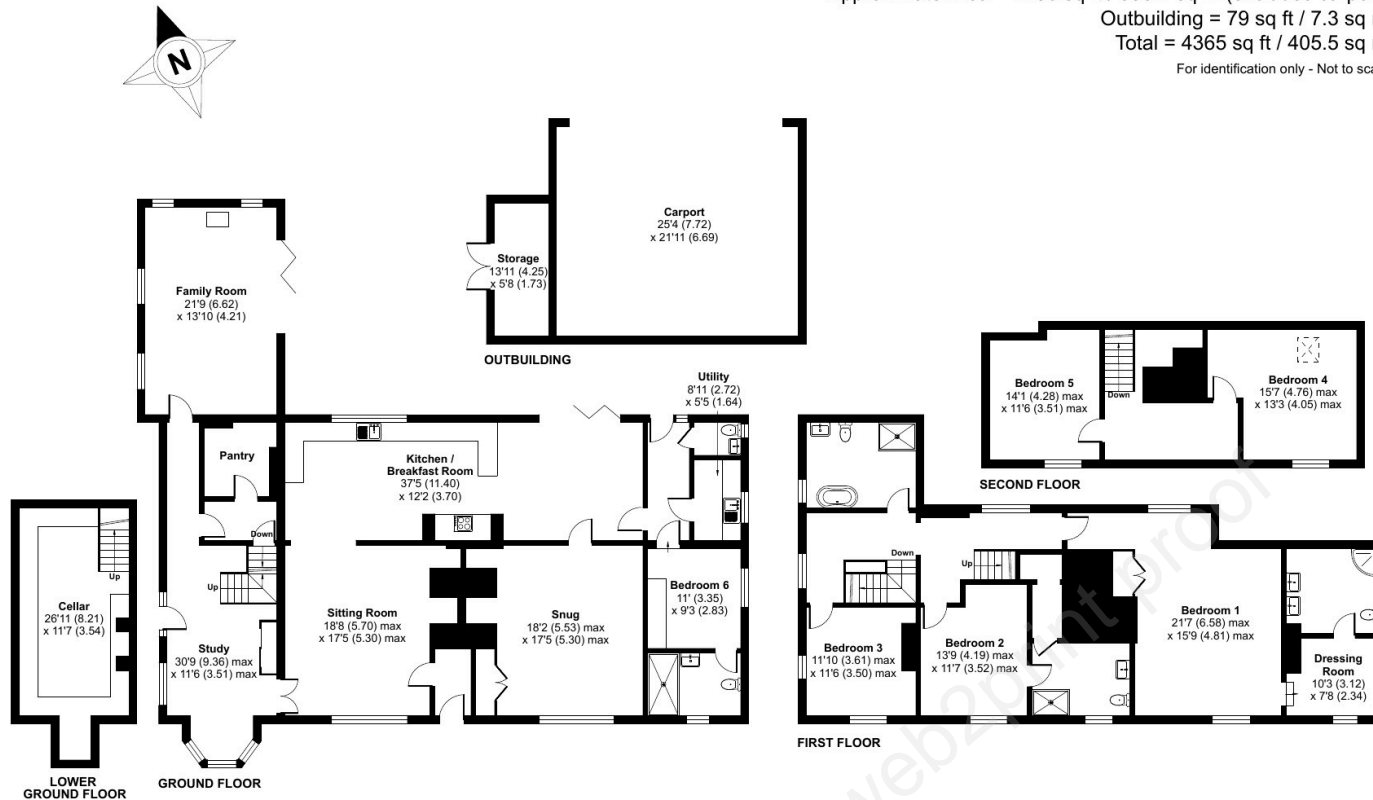 Outbuilding = 79 sq ft / 7.3 sq
Total = 4365 sq ft / 405.5 sq
For identification only - Not to
N
Carport
25'4 (7.72)
x 21'11 (6.69)
Storage
13'11 (4.25)
x 5'8 (1.73)
OUTBUILDING
Family Room
21'9 (6.62)
x 13'10 (4.21)
Utility
8'11 (2.72)
x 5'5 (1.64)
Pantry
Kitchen /
Breakfast Room
37'5 (11.40)
x 12'2 (3.70)
Down
Up
Study
30'9 (9.36) max
x 11'6 (3.51) max
Sitting Room
18'8 (5.70) max
x 17'5 (5.30) max
Snug
18'2 (5.53) max
x 17'5 (5.30) max
Bedroom 6
11' (3.35)
x 9'3 (2.83)
GROUND FLOOR
Up
Cellar
26'11 (8.21)
x 11'7 (3.54)
LOWER
GROUND FLOOR
Bedroom 5
14'1 (4.28) max
x 11'6 (3.51) max
Down
Bedroom 4
15'7 (4.76) max
x 13'3 (4.05) max
SECOND FLOOR
Down
Up
Bedroom 3
11'10 (3.61) max
x 11'6 (3.50) max
Bedroom 2
13'9 (4.19) max
x 11'7 (3.52) max
Bedroom 1
21'7 (6.58) max
x 15'9 (4.81) max
Dressing
Room
10'3 (3.12)
x 7'8 (2.34)
FIRST FLOOR
web2print proof